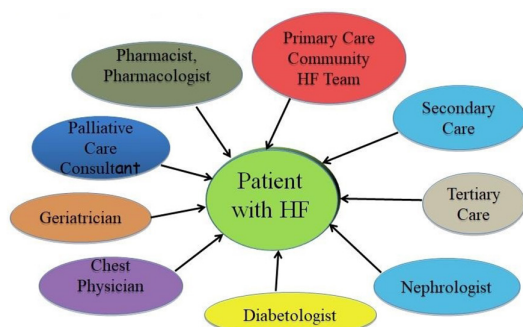 Pharmacist,
Pharmacologist
Primary Care
Community
HF Team
Secondary
Care
Palliative
Care
Consultant
Patient
with HF
Tertiary
Care
Geriatrician
Chest
Physician
Nephrologist
Diabetologist